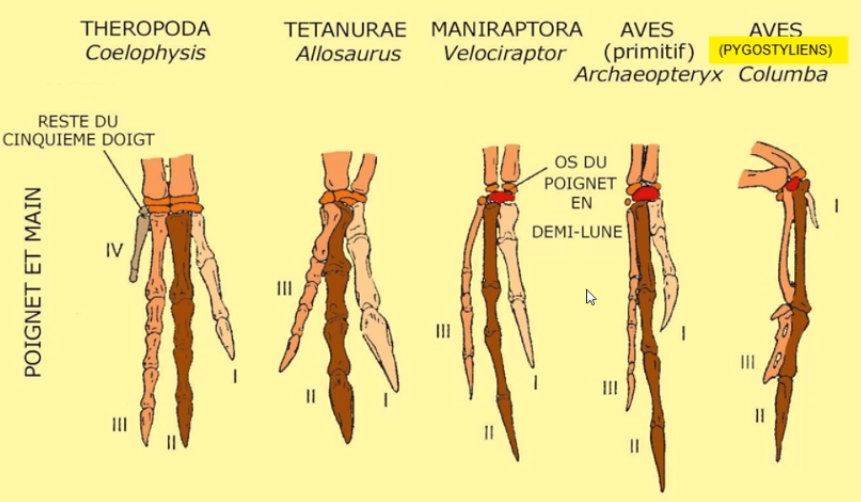 THEROPODA
Coelophysis
TETANURAE
Allosaurus
MANIRAPTORA
Velociraptor
AVES
(primitif)
Archaeopteryx
AVES
(PYGOSTYLIENS)
Columba
RESTE DU
CINQUIEME DOIGT
OS DU
POIGNET
EN
DEMI-LUNE
POIGNET ET MAIN
IV
III
II
I
III
II
I
III
II
I
III
II
I
III
II
I